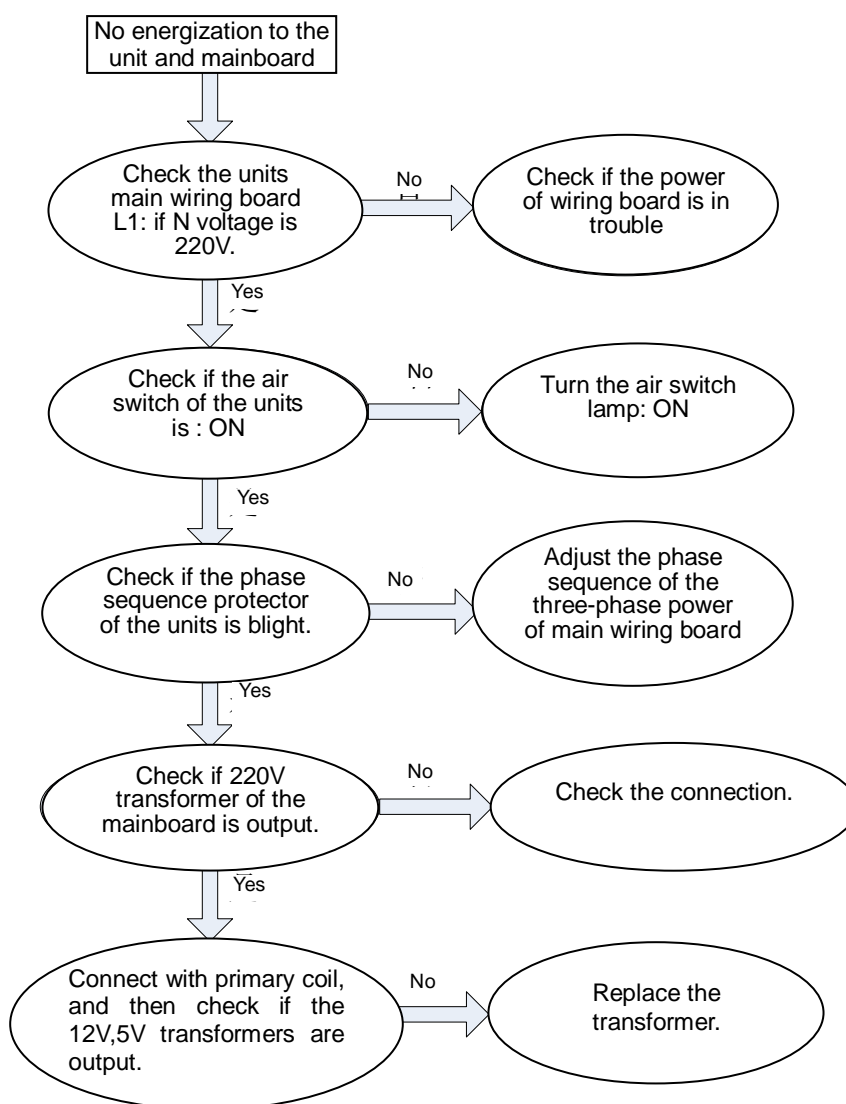 No energization to the
unit and mainboard
Check the units
main wiring board
L1: if N voltage is
220V.
No
Check if the power
of wiring board is in
trouble
Yes
Check if the air
switch of the units
is : ON
No
Turn the air switch
lamp: ON
Yes
Check if the phase
sequence protector
of the units is blight.
No
Adjust the phase
sequence of the
three-phase power
of main wiring board
Yes
Check if 220V
transformer of the
mainboard is output.
No
Check the connection.
Yes
Connect with primary coil,
and then check if the
12V,5V transformers are
output.
No
Replace the
transformer.